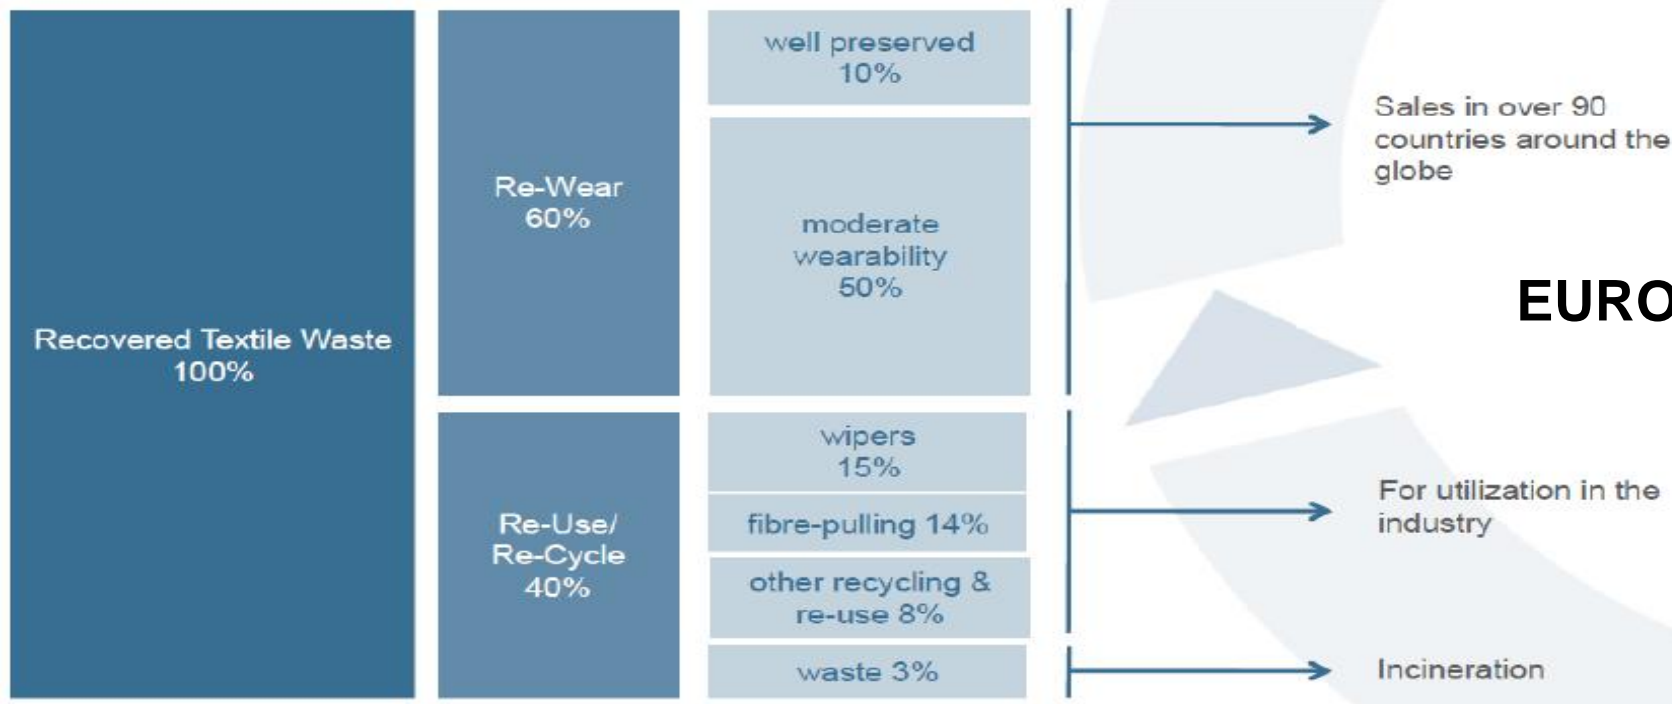 Recovered Textile Waste
100%
Re-Wear
60%
Re-Use/
Re-Cycle
40%
well preserved
10%
moderate
wearability
50%
wipers
15%
fibre-pulling 14%
other recycling &
re-use 8%
waste 3%
Sales in over 90
countries around the
globe
EURO
For utilization in the
industry
Incineration